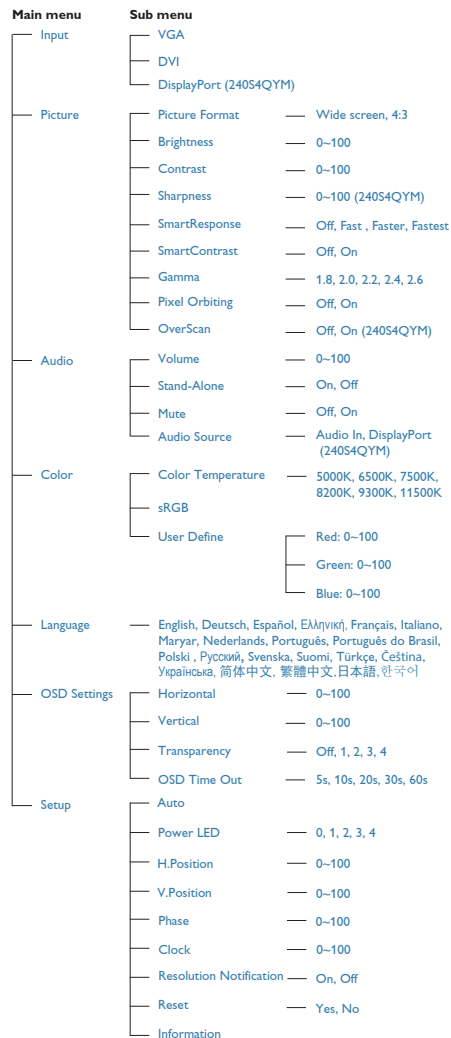 Main menu Sub menu
Input VGA
DVI
DisplayPort (240S4QYM)
Picture Picture Format Wide screen, 4:3
Brightness 0~100
Contrast 0~100
Sharpness 0~100 (240S4QYM)
SmartResponse Off, Fast , Faster, Fastest
SmartContrast Off, On
Gamma 1.8, 2.0, 2.2, 2.4, 2.6
Pixel Orbiting Off, On
OverScan Off, On (240S4QYM)
Audio Volume 0~100
Stand-Alone On, Off
Mute Off, On
Audio Source Audio In, DisplayPort
(240S4QYM)
Color Color Temperature 5000K, 6500K, 7500K,
8200K, 9300K, 11500K
sRGB
User Define Red: 0~100
Green: 0~100
Blue: 0~100
Language English, Deutsch, Español, Ελληνική, Français, Italiano,
Maryar, Nederlands, Português, Português do Brasil,
Polski , Русский, Svenska, Suomi, Türkçe, Čeština,
Українська, 简体中文, 繁體中文,日本語,한국어
OSD Settings Horizontal 0~100
Vertical 0~100
Transparency Off, 1, 2, 3, 4
OSD Time Out 5s, 10s, 20s, 30s, 60s
Setup Auto
Power LED 0, 1, 2, 3, 4
H.Position 0~100
V.Position 0~100
Phase 0~100
Clock 0~100
Resolution Notification On, Off
Reset Yes, No
Information